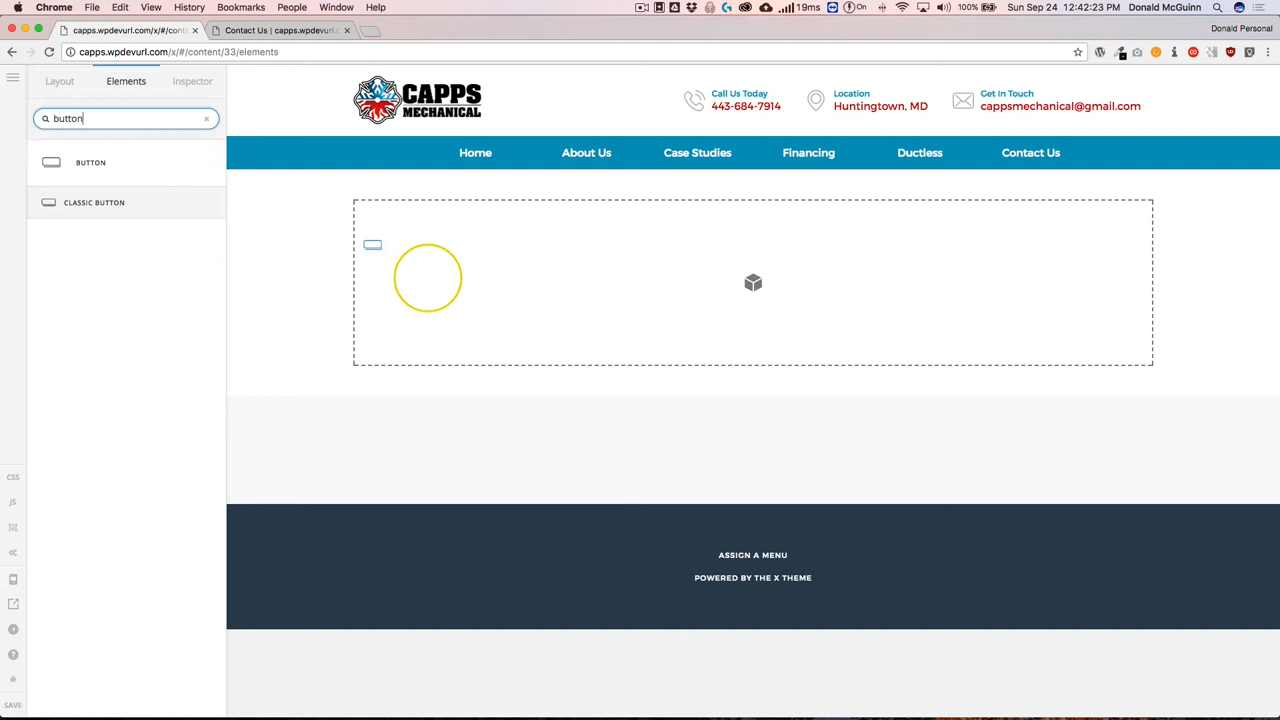 Chrome File Edit View History Bookmarks Elements People Window Help
19ms On 100% Sun Sep 24 12:42:23 PM Donald McGuinn
capps.wpdevurl.com/x/#/conte
Contact Us | capps.wpdevurl.c
Donald Personal
capps.wpdevurl.com/x/#/content/33/elements
Layout Elements Inspector
button
BUTTON
CLASSIC BUTTON
CSS
JS
SAVE
CAPPS
MECHANICAL
Call Us Today
443-684-7914
Location
Huntingtown, MD
Get In Touch
cappsmechanical@gmail.com
Home About Us Case Studies Financing Ductless Contact Us
ASSIGN A MENU
POWERED BY THE X THEME